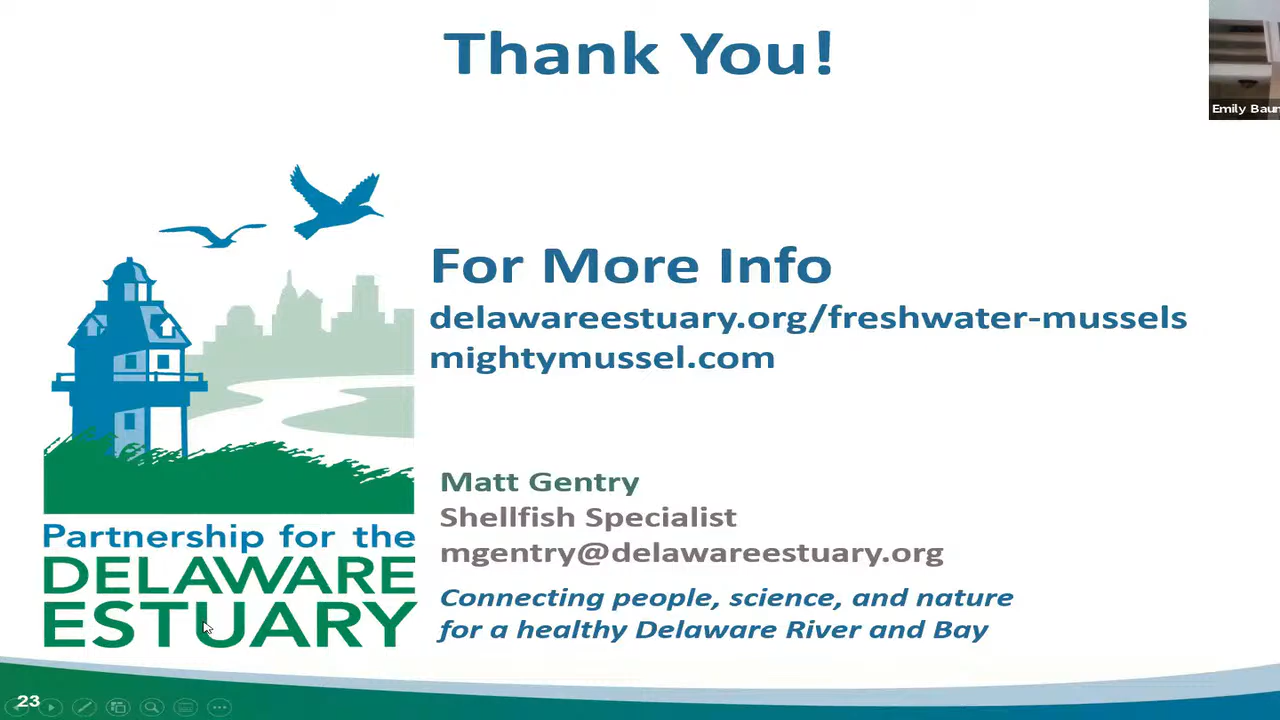 Thank You!
Emily
For More Info
delawareestuary.org/freshwater-mussels
mightymussel.com
Matt Gentry
Shellfish Specialist
mgentry@delawareestuary.org
Partnership for the
DELAWARE
ESTUARY
Connecting people, science, and nature
for a healthy Delaware River and Bay
23